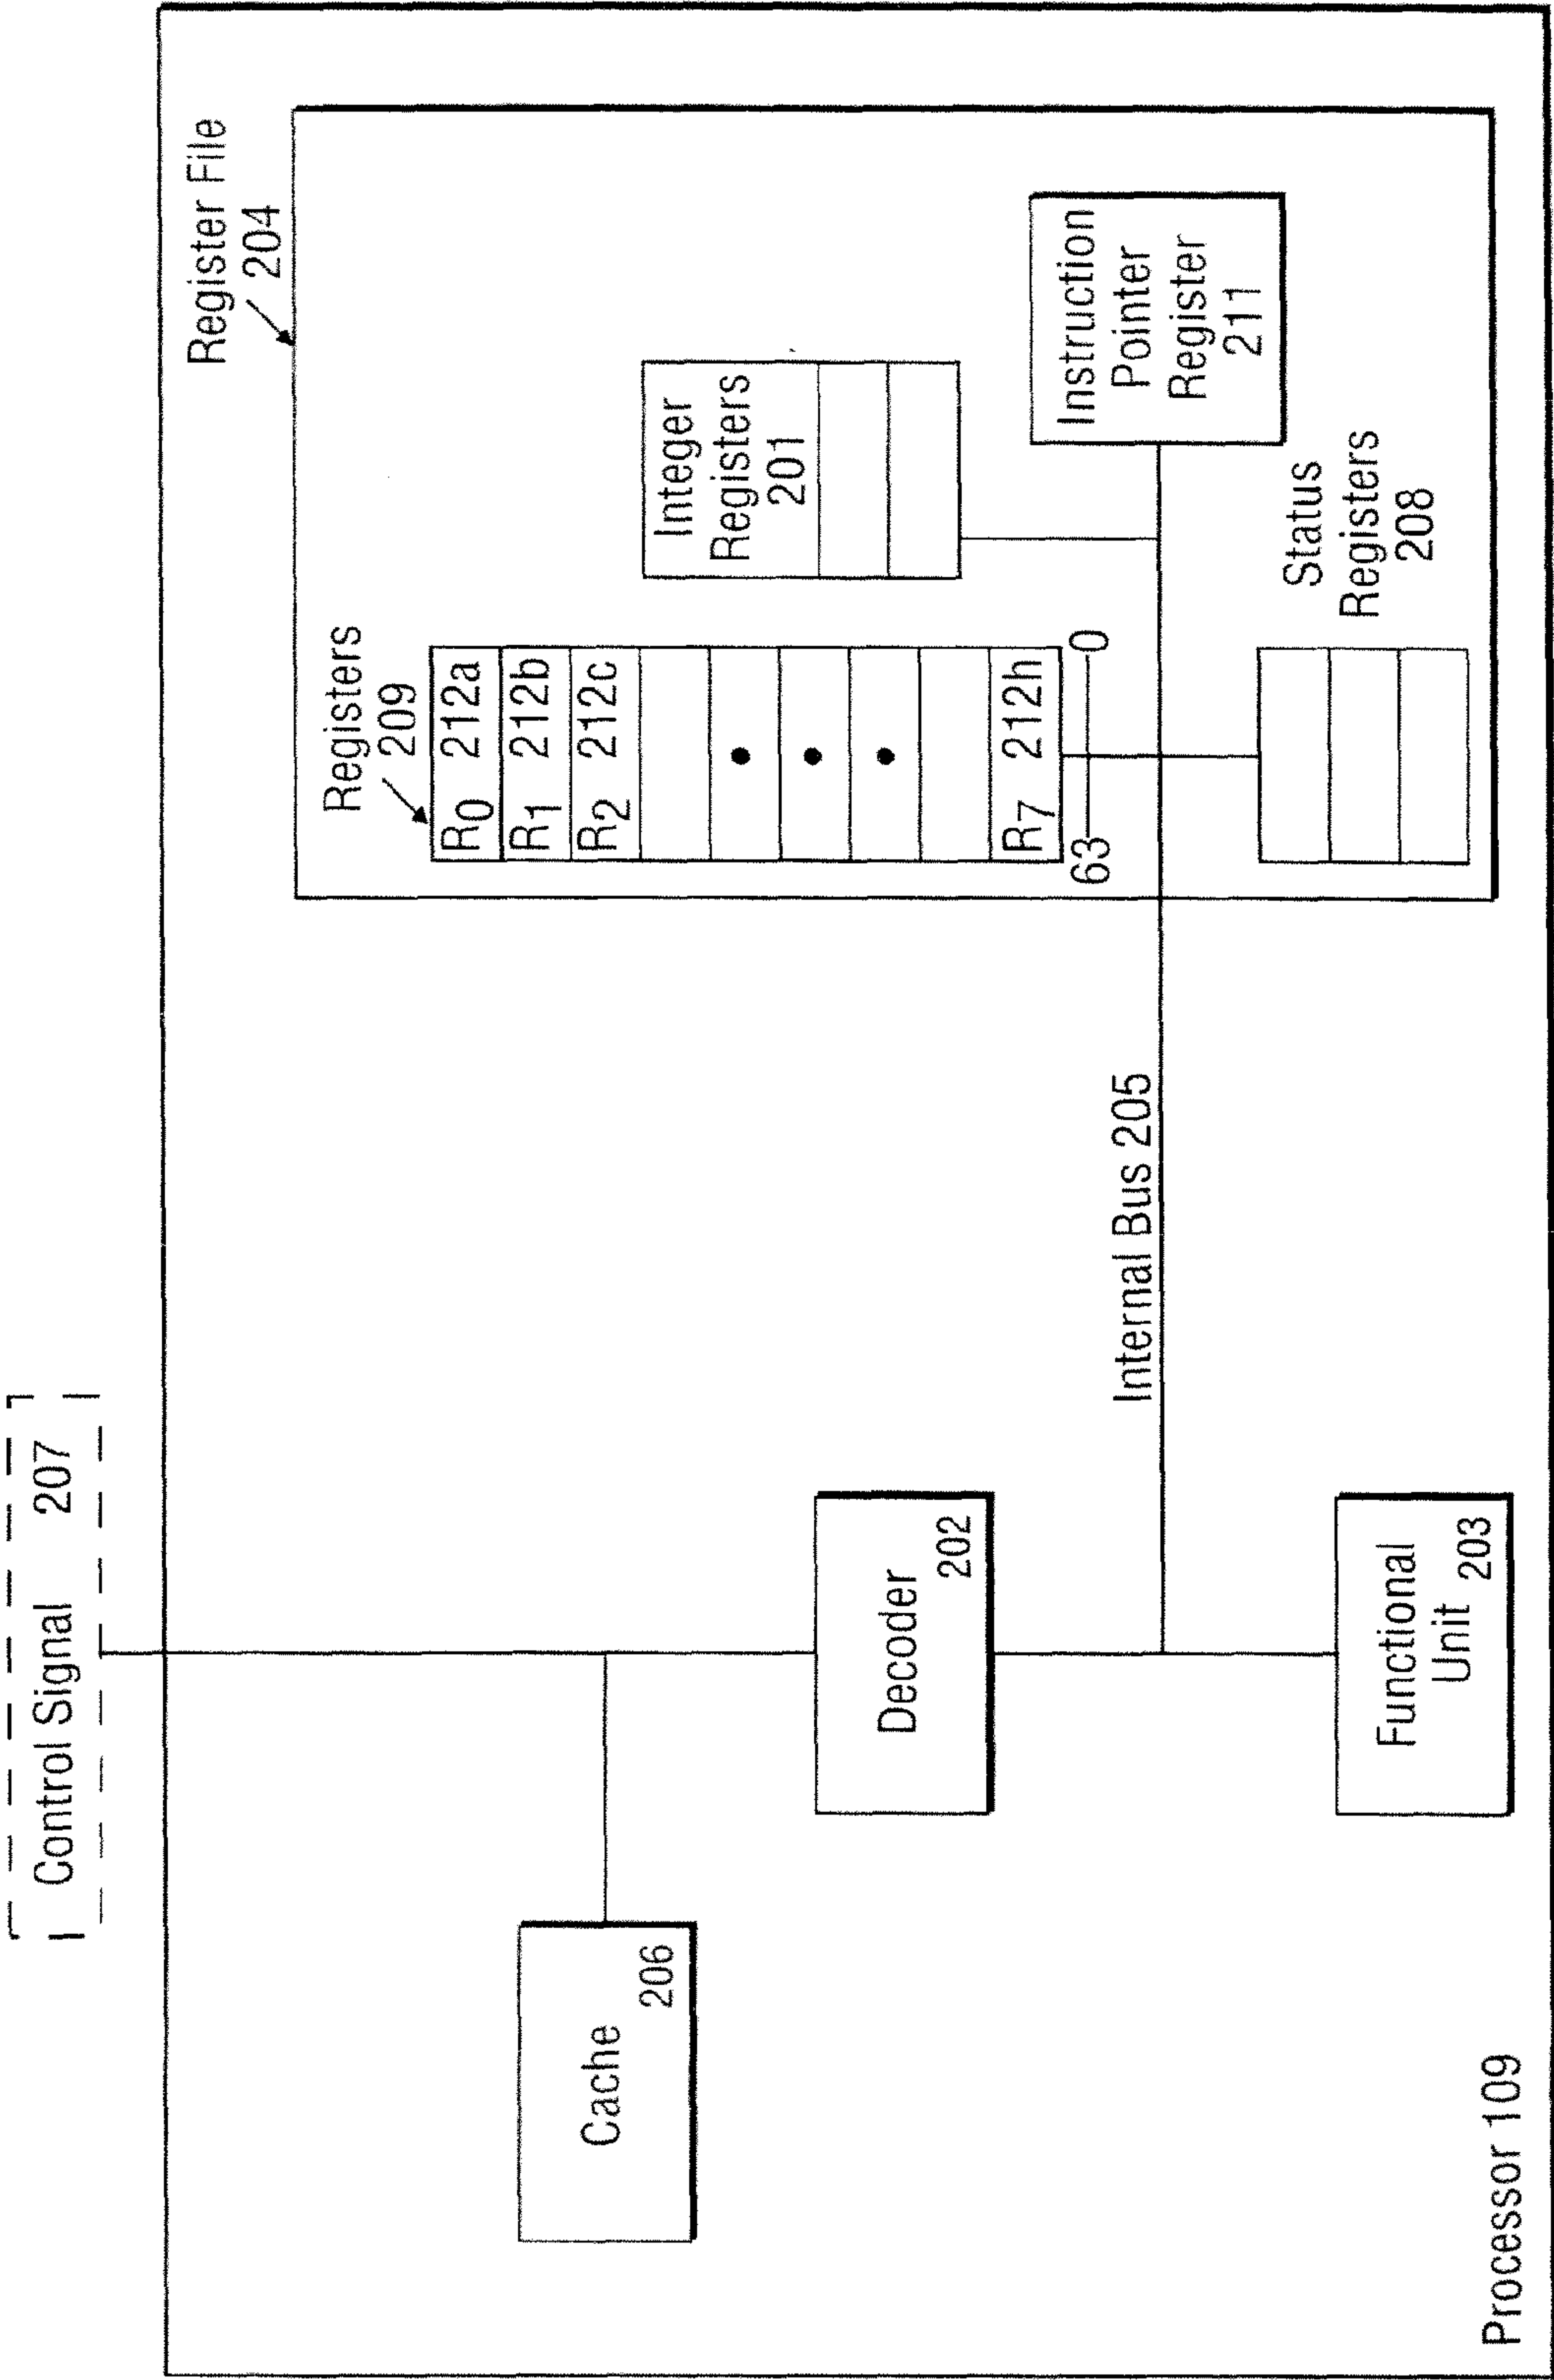 Control Signal 207
Register File
204
Registers
209
R0 212a
R1 212b
R2 212c
R7 212h
63 0
Integer
Registers
201
Instruction
Pointer
Register
211
Status
Registers
208
Cache
206
Decoder
202
Internal Bus 205
Functional
Unit 203
Processor 109